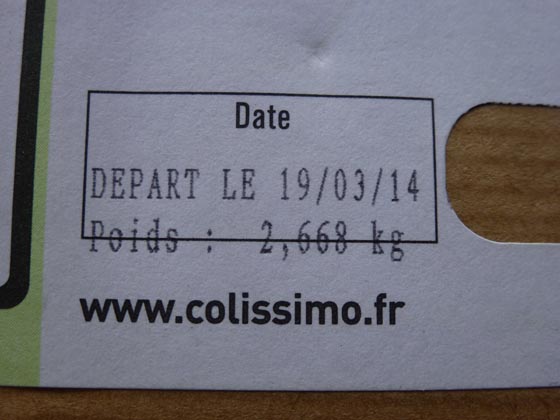 Date
DEPART LE 19/03/14
Poids : 2,668 kg
www.colissimo.fr